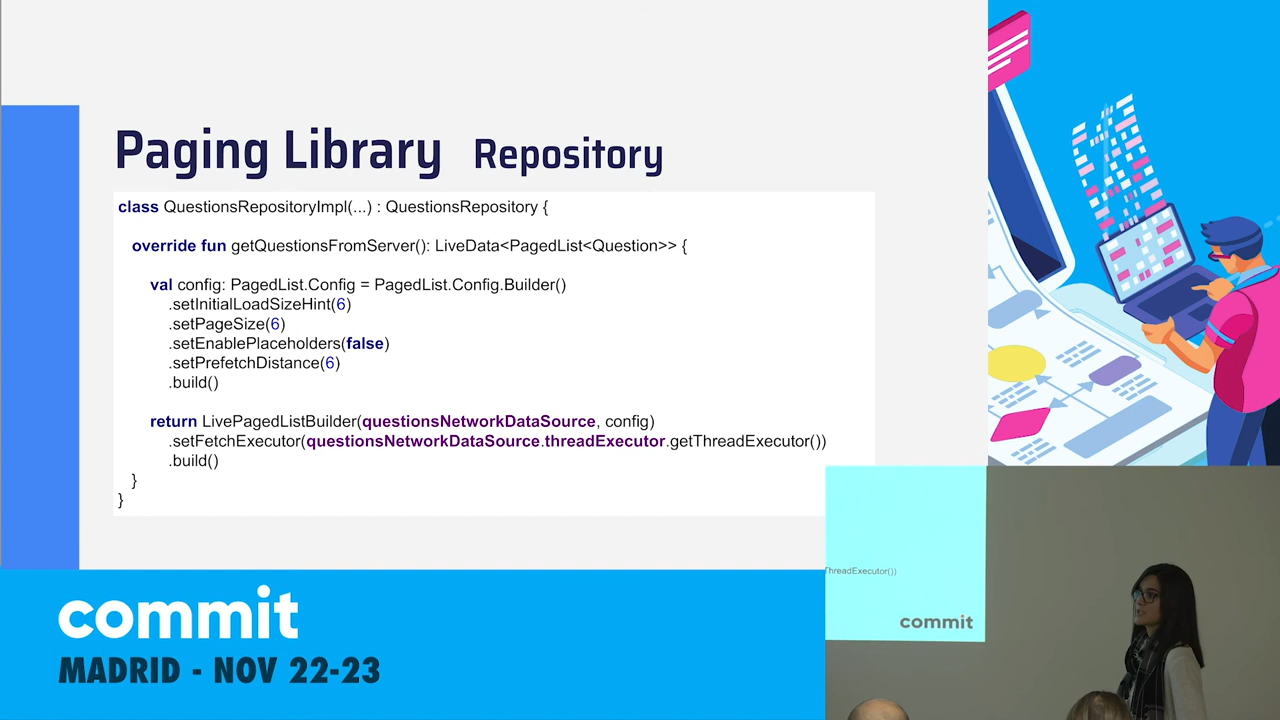 Paging Library Repository
class QuestionsRepositoryImpl(...) : QuestionsRepository {
override fun getQuestionsFromServer(): LiveData<PagedList<Question>> {
val config: PagedList.Config = PagedList.Config.Builder()
.setInitialLoadSizeHint(6)
.setPageSize(6)
.setEnablePlaceholders(false)
.setPrefetchDistance(6)
.build()
return LivePagedListBuilder(questionsNetworkDataSource, config)
.setFetchExecutor(questionsNetworkDataSource.threadExecutor.getThreadExecutor())
.build()
}
}
ThreadExecutor())
commit
commit
MADRID - NOV 22-23